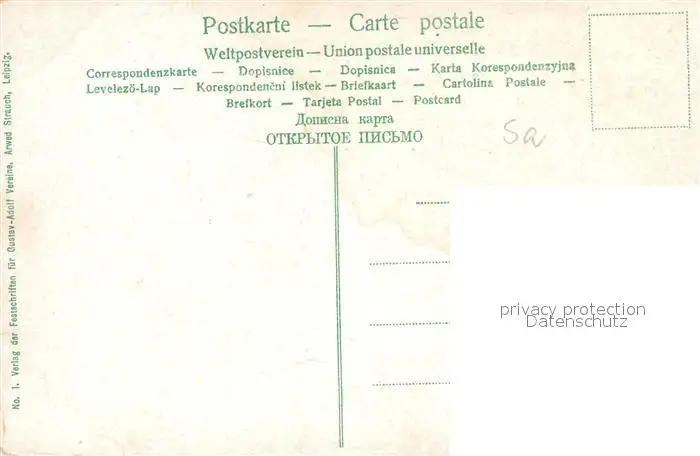 Postkarte — Carte postale
Weltpostverein — Union postale universelle
Correspondenzkarte — Dopisnice — Dopisnica — Karta Korespondenzyjna
Levelező-Lap — Korespondenční listek — Briefkaart — Cartolina Postale —
Brefkort — Tarjeta Postal — Postcard
Дописна карта
ОТКРЫТОЕ ПИСЬМО
Sa
No. 1. Verlag der Festschriften für Gustav-Adolf Vereine, Arwed Strauch, Leipzig.
privacy protection
Datenschutz